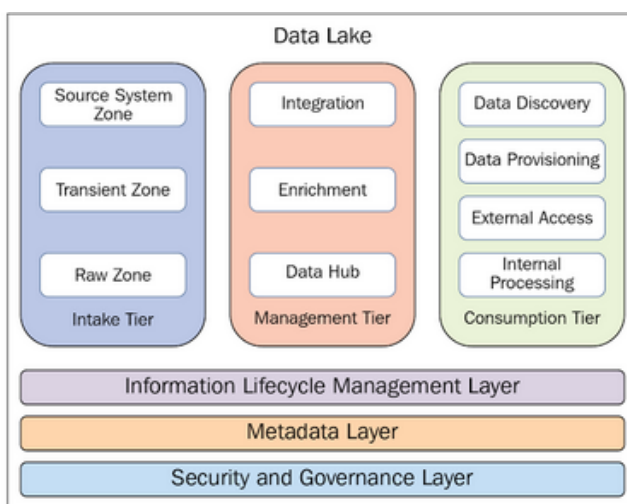 Data Lake
Source System
Zone
Transient Zone
Raw Zone
Intake Tier
Integration
Enrichment
Data Hub
Management Tier
Data Discovery
Data Provisioning
External Access
Internal
Processing
Consumption Tier
Information Lifecycle Management Layer
Metadata Layer
Security and Governance Layer